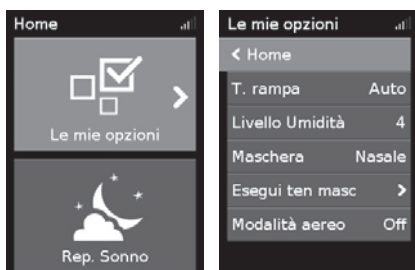 Home
Le mie opzioni
Rep. Sonno
Le mie opzioni
< Home
T. rampa Auto
Livello Umidità 4
Maschera Nasale
Esegui ten masc >
Modalità aereo Off